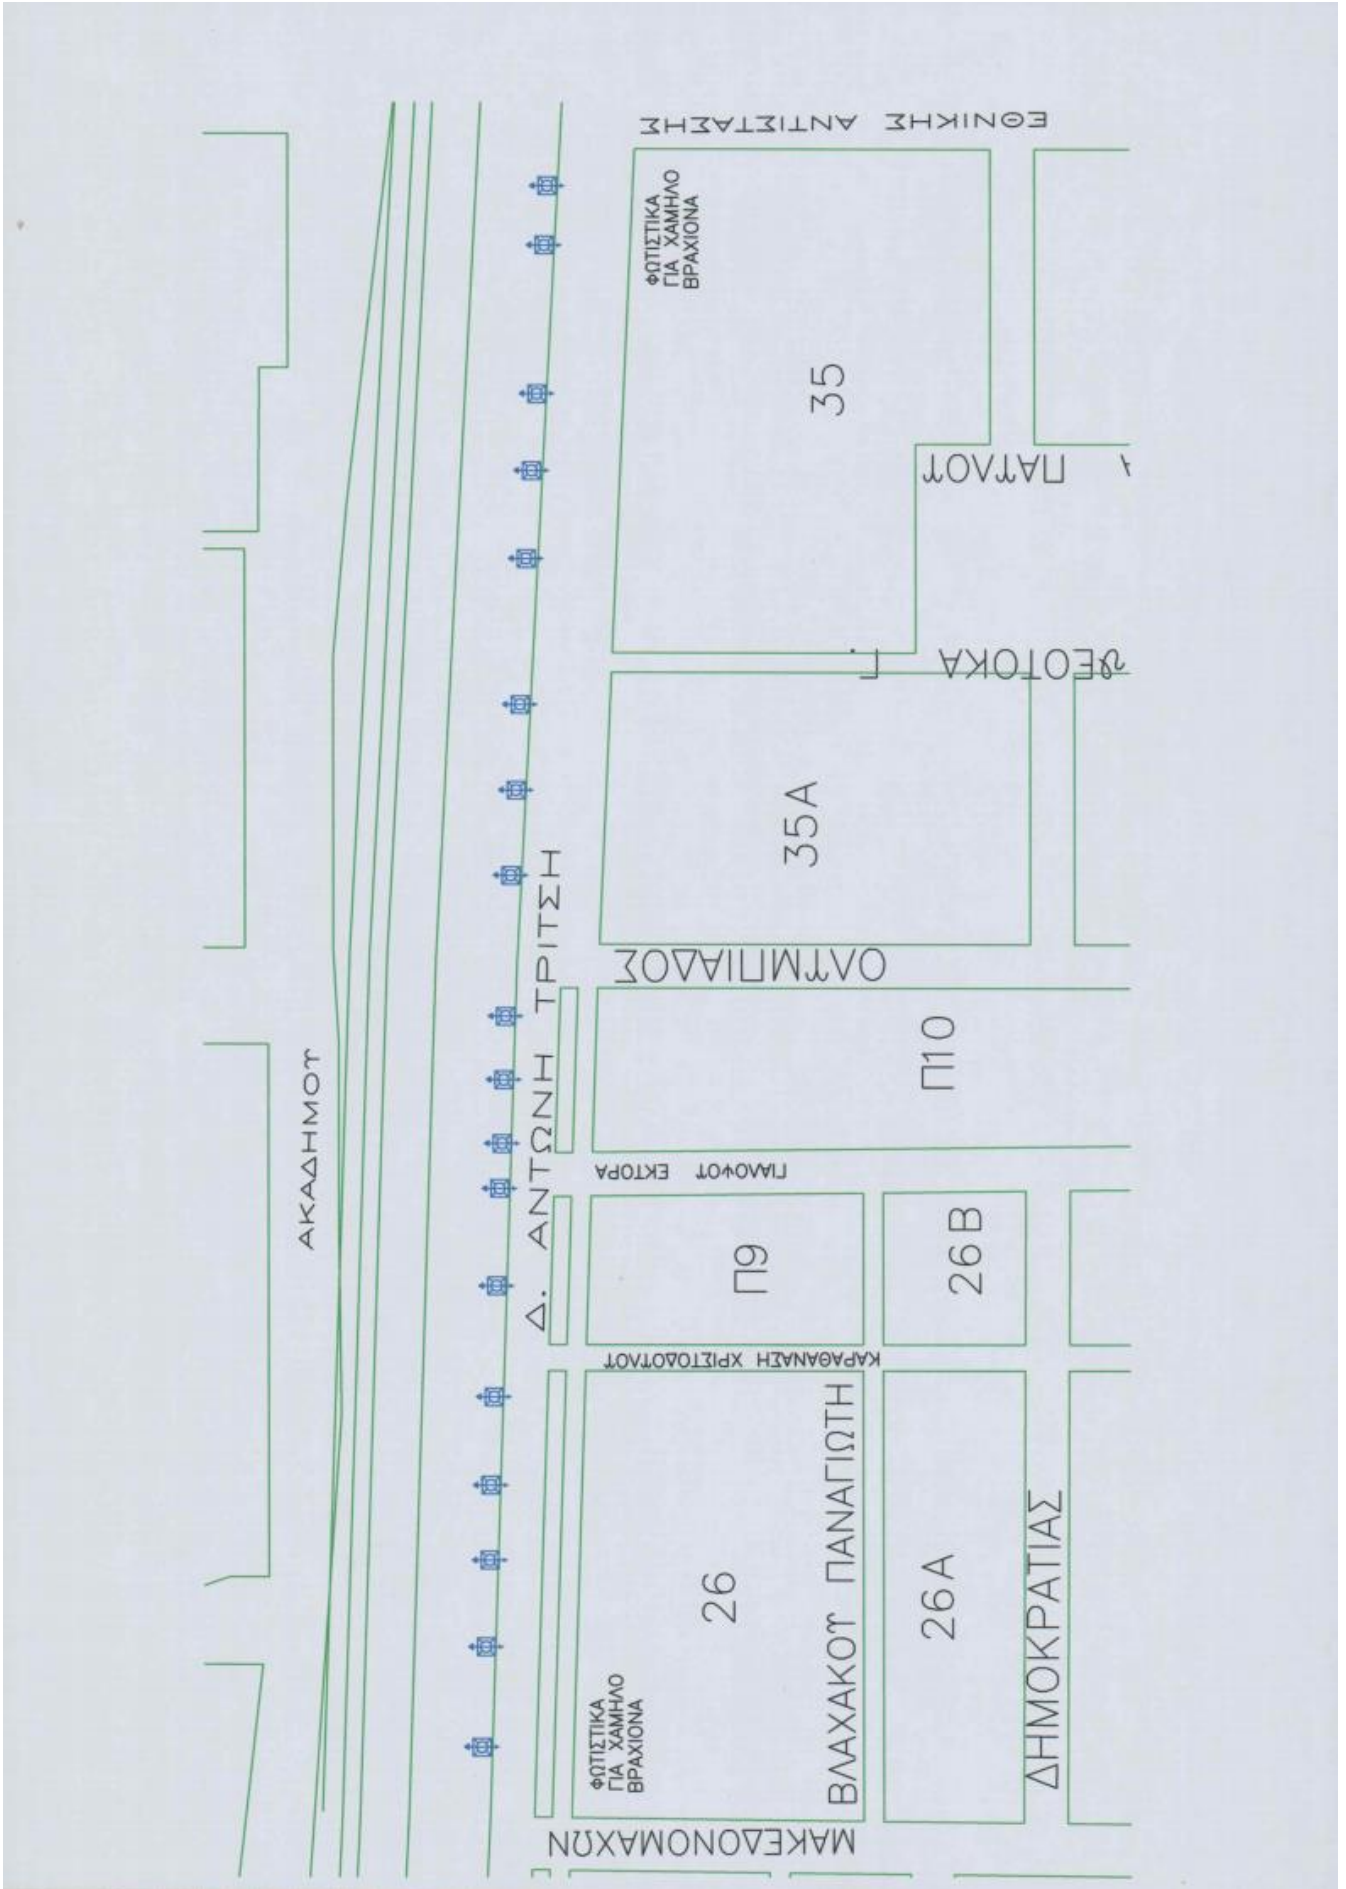 ΕΘΝΙΚΗΣ ΑΝΤΙΣΤΑΣΗΣ
ΦΩΤΙΣΤΙΚΑ
ΓΙΑ ΧΑΜΗΛΟ
ΒΡΑΧΙΟΝΑ
35
ΠΑΥΛΟΥ
Γ. ΘΕΟΤΟΚΑ
35Α
ΟΛΥΜΠΙΑΔΟΣ
Δ. ΑΝΤΩΝΗ ΤΡΙΤΣΗ
ΑΚΑΔΗΜΟΥ
Π10
ΓΙΑΛΟΨΟΥ ΕΚΤΟΡΑ
Π9
26Β
ΚΑΡΑΘΑΝΑΣΗ ΧΡΙΣΤΟΔΟΥΛΟΥ
26
ΒΛΑΧΑΚΟΥ ΠΑΝΑΓΙΩΤΗ
26Α
ΔΗΜΟΚΡΑΤΙΑΣ
ΦΩΤΙΣΤΙΚΑ
ΓΙΑ ΧΑΜΗΛΟ
ΒΡΑΧΙΟΝΑ
ΜΑΚΕΔΟΝΟΜΑΧΩΝ